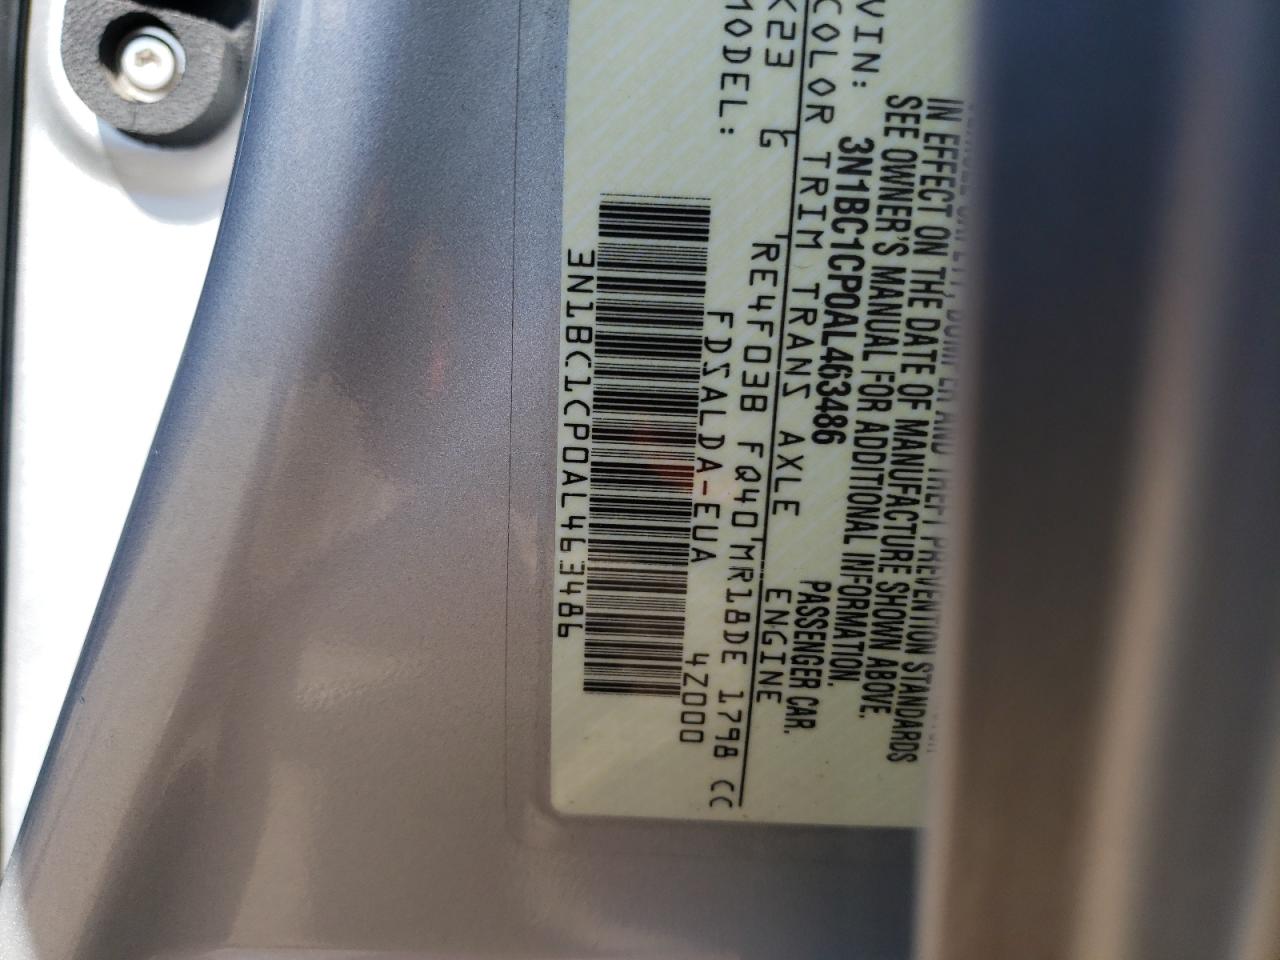 IN EFFECT ON THE DATE OF MANUFACTURE SHOWN ABOVE.
SEE OWNER'S MANUAL FOR ADDITIONAL INFORMATION.
VIN: 3N1BC1CP0AL463486 PASSENGER CAR.
COLOR TRIM TRANS AXLE ENGINE
K23 G RE4F03B FQ40 MR18DE 1798 CC
MODEL: FDSALDA-EUA 4Z000
3N1BC1CP0AL463486